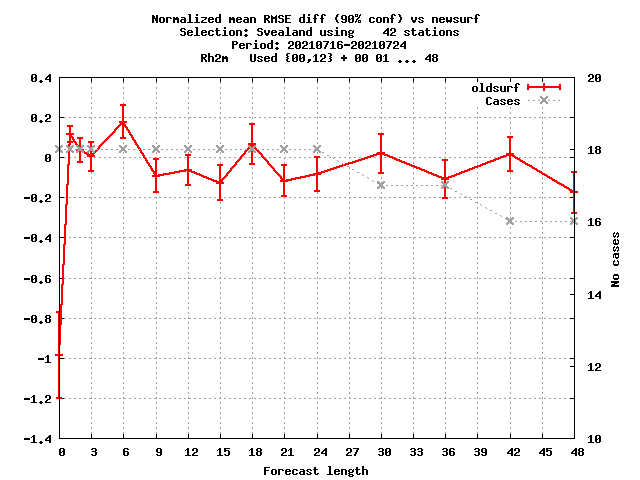 Normalized mean RMSE diff (90% conf) vs newsurf
Selection: Svealand using    42 stations
Period: 20210716-20210724
Rh2m   Used {00,12} + 00 01 ... 48
oldsurf
Cases
0.4
0.2
0
-0.2
-0.4
-0.6
-0.8
-1
-1.2
-1.4
20
18
16
14
12
10
No cases
0 3 6 9 12 15 18 21 24 27 30 33 36 39 42 45 48
Forecast length